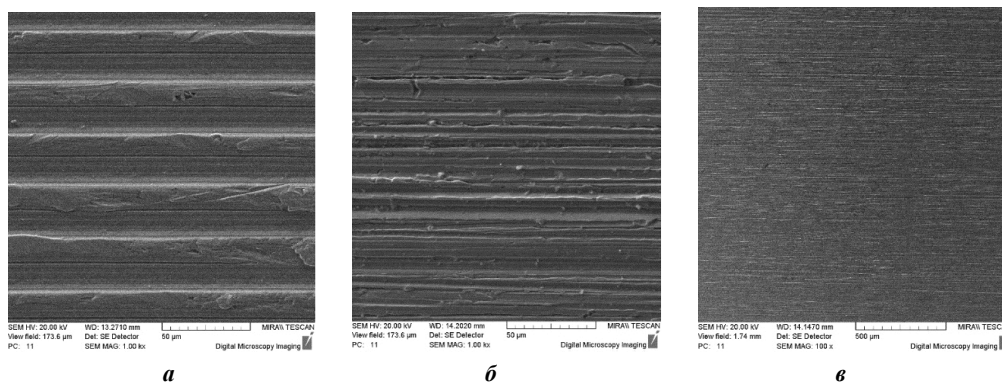 SEM HV: 20.00 kV WD: 13.2710 mm MIRA\\ TESCAN
View field: 173.6 µm Det: SE Detector 50 µm
PC: 11 SEM MAG: 1.00 kx Digital Microscopy Imaging
а
SEM HV: 20.00 kV WD: 14.2020 mm MIRA\\ TESCAN
View field: 173.6 µm Det: SE Detector 50 µm
PC: 11 SEM MAG: 1.00 kx Digital Microscopy Imaging
б
SEM HV: 20.00 kV WD: 14.1470 mm MIRA\\ TESCAN
View field: 1.74 mm Det: SE Detector 500 µm
PC: 11 SEM MAG: 100 x Digital Microscopy Imaging
в